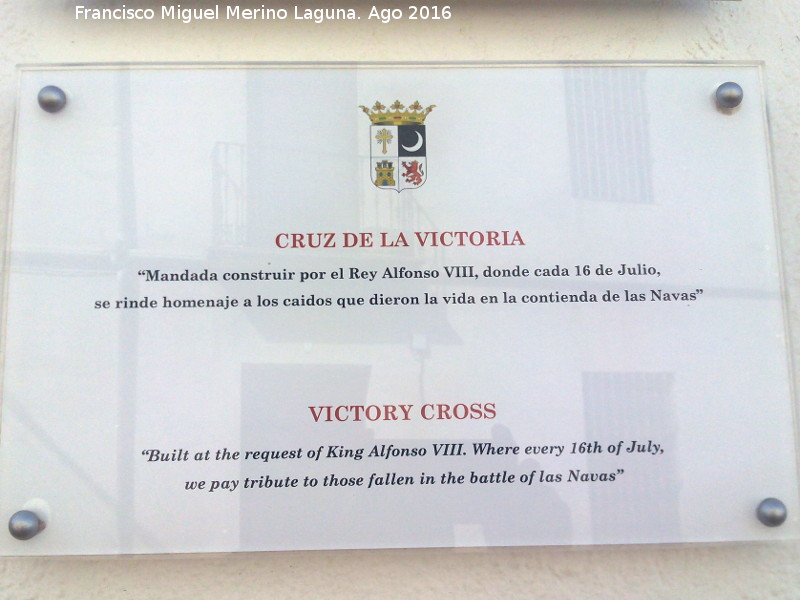 Francisco Miguel Merino Laguna. Ago 2016
CRUZ DE LA VICTORIA
“Mandada construir por el Rey Alfonso VIII, donde cada 16 de Julio,
se rinde homenaje a los caidos que dieron la vida en la contienda de las Navas”
VICTORY CROSS
“Built at the request of King Alfonso VIII. Where every 16th of July,
we pay tribute to those fallen in the battle of las Navas”